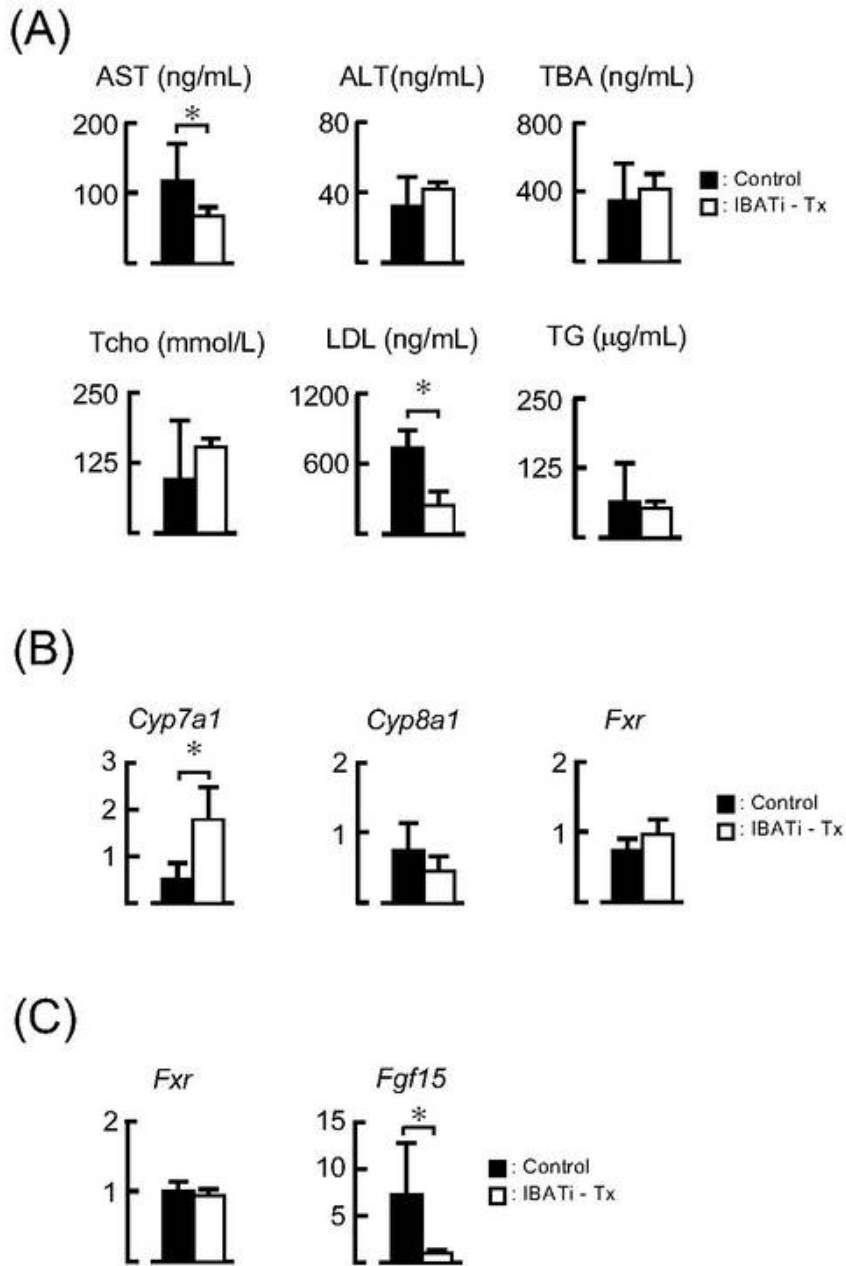 (A)
AST (ng/mL) ALT(ng/mL) TBA (ng/mL)
200 * 80 800
100 40 400 : Control
: IBATi - Tx
Tcho (mmol/L) LDL (ng/mL) TG (μg/mL)
250 1200 * 250
125 600 125
(B)
Cyp7a1 Cyp8a1 Fxr
3 * 2 2
2 : Control
1 1 1 : IBATi - Tx
(C)
Fxr Fgf15
2 15 *
10 : Control
1 5 : IBATi - Tx